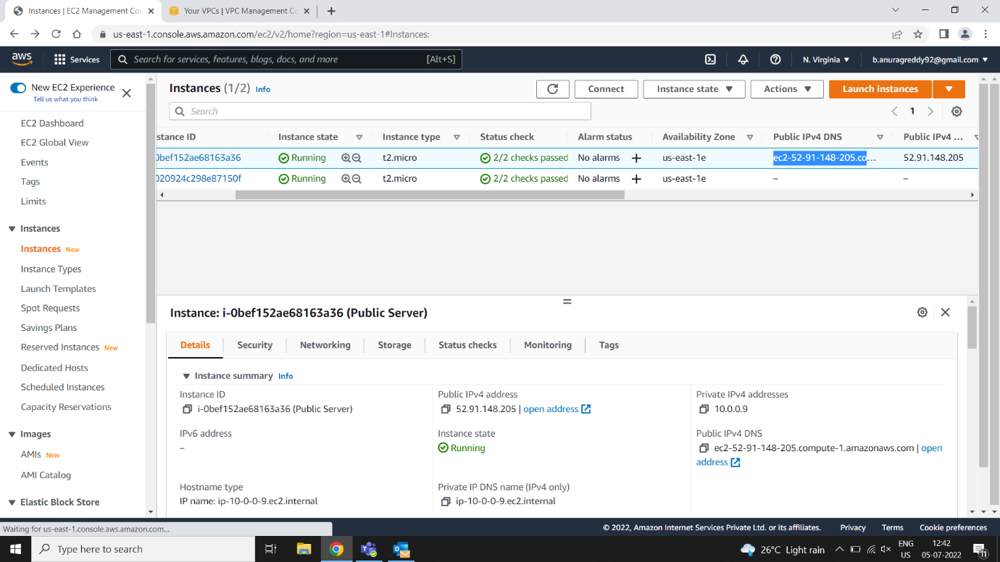 Instances | EC2 Management Con
Your VPCs | VPC Management Co
us-east-1.console.aws.amazon.com/ec2/v2/home?region=us-east-1#Instances:
aws
Services
Search for services, features, blogs, docs, and more
[Alt+S]
N. Virginia
b.anuragreddy92@gmail.com
New EC2 Experience
Tell us what you think
EC2 Dashboard
EC2 Global View
Events
Tags
Limits
Instances
Instances New
Instance Types
Launch Templates
Spot Requests
Savings Plans
Reserved Instances New
Dedicated Hosts
Scheduled Instances
Capacity Reservations
Images
AMIs New
AMI Catalog
Elastic Block Store
Instances (1/2) Info
Connect
Instance state
Actions
Launch instances
Search
1
stance ID Instance state Instance type Status check Alarm status Availability Zone Public IPv4 DNS Public IPv4 ...
0bef152ae68163a36 Running t2.micro 2/2 checks passed No alarms + us-east-1e ec2-52-91-148-205.co... 52.91.148.205
020924c298e87150f Running t2.micro 2/2 checks passed No alarms + us-east-1e – –
Instance: i-0bef152ae68163a36 (Public Server)
Details Security Networking Storage Status checks Monitoring Tags
Instance summary Info
Instance ID
i-0bef152ae68163a36 (Public Server)
Public IPv4 address
52.91.148.205 | open address
Private IPv4 addresses
10.0.0.9
IPv6 address
–
Instance state
Running
Public IPv4 DNS
ec2-52-91-148-205.compute-1.amazonaws.com | open
address
Hostname type
IP name: ip-10-0-0-9.ec2.internal
Private IP DNS name (IPv4 only)
ip-10-0-0-9.ec2.internal
Waiting for us-east-1.console.aws.amazon.com...
© 2022, Amazon Internet Services Private Ltd. or its affiliates.
Privacy
Terms
Cookie preferences
Type here to search
26°C Light rain
ENG
US
12:42
05-07-2022
11